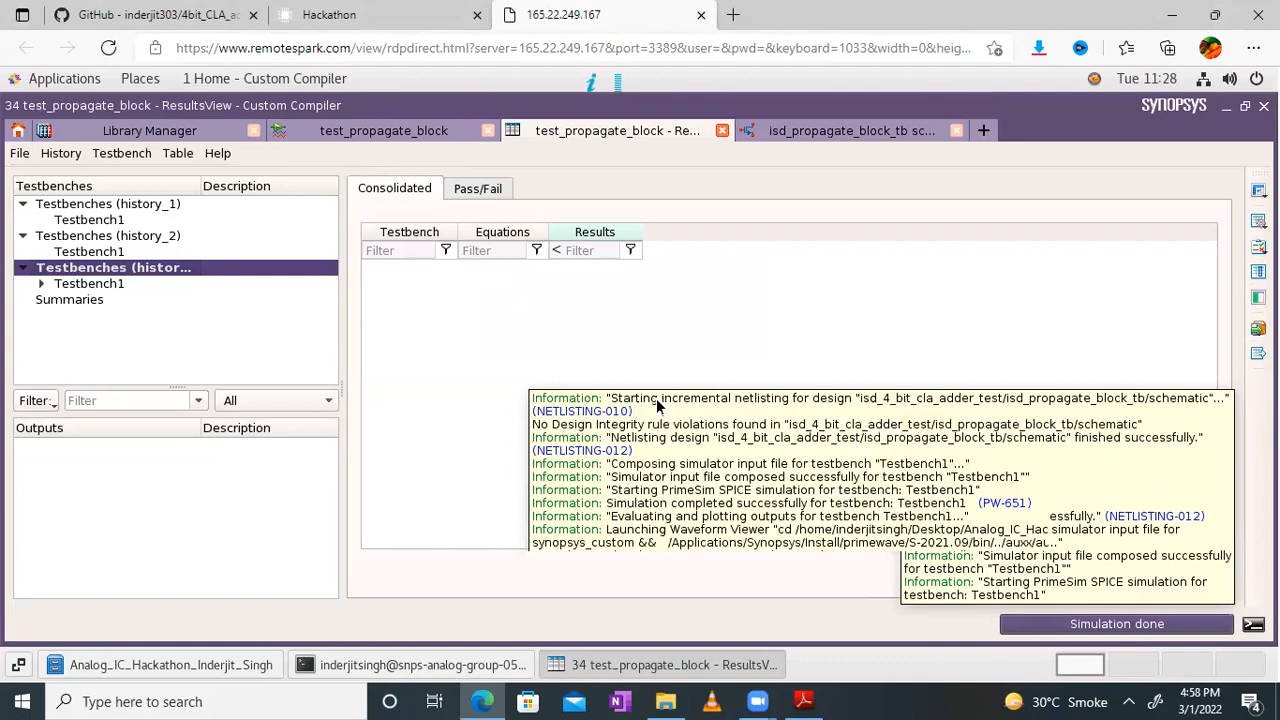 GitHub - inderjit303/4bit_CLA_ac
Hackathon
165.22.249.167
https://www.remotespark.com/view/rdpdirect.html?server=165.22.249.167&port=3389&user=&pwd=&keyboard=1033&width=0&heig...
Applications Places 1 Home - Custom Compiler
Tue 11:28
34 test_propagate_block - ResultsView - Custom Compiler
SYNOPSYS
Library Manager
test_propagate_block
test_propagate_block - Re...
isd_propagate_block_tb sc...
File History Testbench Table Help
Testbenches Description
Testbenches (history_1)
Testbench1
Testbenches (history_2)
Testbench1
Testbenches (histor...
Testbench1
Summaries
Filter: Filter All
Outputs Description
Consolidated Pass/Fail
Testbench Equations Results
Filter Filter < Filter
Information: "Starting incremental netlisting for design "isd_4_bit_cla_adder_test/isd_propagate_block_tb/schematic"..."
(NETLISTING-010)
No Design Integrity rule violations found in "isd_4_bit_cla_adder_test/isd_propagate_block_tb/schematic"
Information: "Netlisting design "isd_4_bit_cla_adder_test/isd_propagate_block_tb/schematic" finished successfully."
(NETLISTING-012)
Information: "Composing simulator input file for testbench "Testbench1"..."
Information: "Simulator input file composed successfully for testbench "Testbench1""
Information: "Starting PrimeSim SPICE simulation for testbench: Testbench1"
Information: Simulation completed successfully for testbench: Testbench1 (PW-651)
Information: "Evaluating and plotting outputs for testbench Testbench1..." essfully." (NETLISTING-012)
Information: Launching Waveform Viewer "cd /home/inderjitsingh/Desktop/Analog_IC_Hac simulator input file for
synopsys_custom && /Applications/Synopsys/Install/primewave/S-2021.09/bin/../auxx/au..."
Information: "Simulator input file composed successfully
for testbench "Testbench1""
Information: "Starting PrimeSim SPICE simulation for
testbench: Testbench1"
Simulation done
Analog_IC_Hackathon_Inderjit_Singh
inderjitsingh@snps-analog-group-05...
34 test_propagate_block - ResultsV...
Type here to search
30°C Smoke
4:58 PM
3/1/2022
4